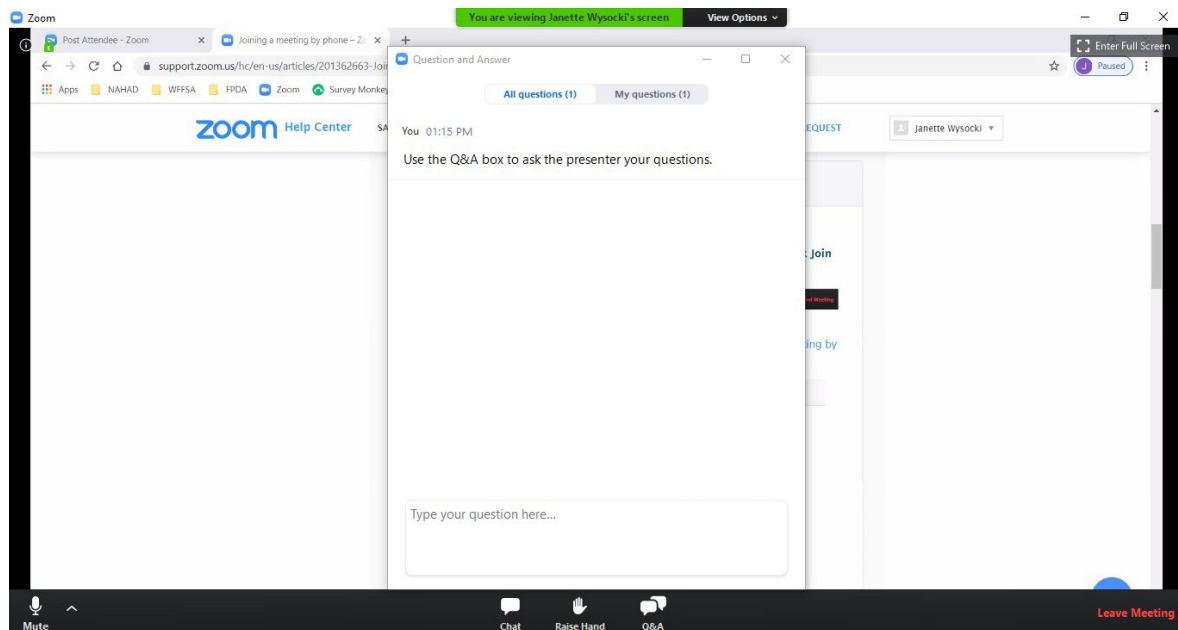 Zoom
You are viewing Janette Wysocki's screen
View Options
Post Attendee - Zoom
Joining a meeting by phone – Zo
Enter Full Screen
support.zoom.us/hc/en-us/articles/201362663-Joi
Paused
Apps
NAHAD
WFFSA
FPDA
Zoom
Survey Monkey
Question and Answer
All questions (1)
My questions (1)
zoom Help Center
SA
EQUEST
Janette Wysocki
You 01:15 PM
Use the Q&A box to ask the presenter your questions.
Join
nd Meeting
ing by
Type your question here...
Mute
Chat
Raise Hand
Q&A
Leave Meeting